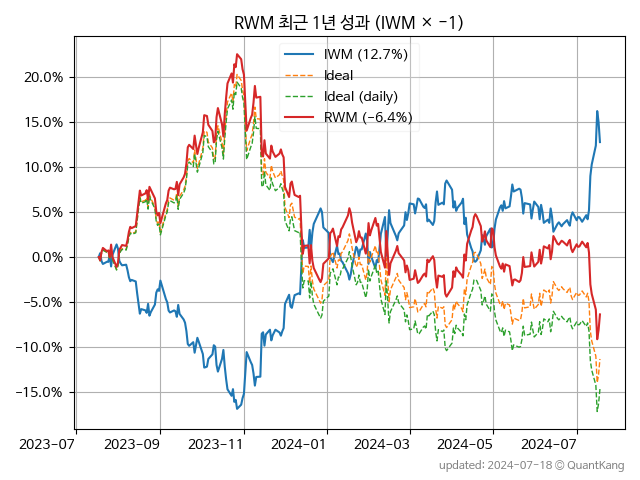 RWM 최근 1년 성과 (IWM × −1)
IWM (12.7%)
Ideal
Ideal (daily)
RWM (−6.4%)
20.0%
15.0%
10.0%
5.0%
0.0%
−5.0%
−10.0%
−15.0%
2023-07 2023-09 2023-11 2024-01 2024-03 2024-05 2024-07
updated: 2024-07-18 © QuantKang